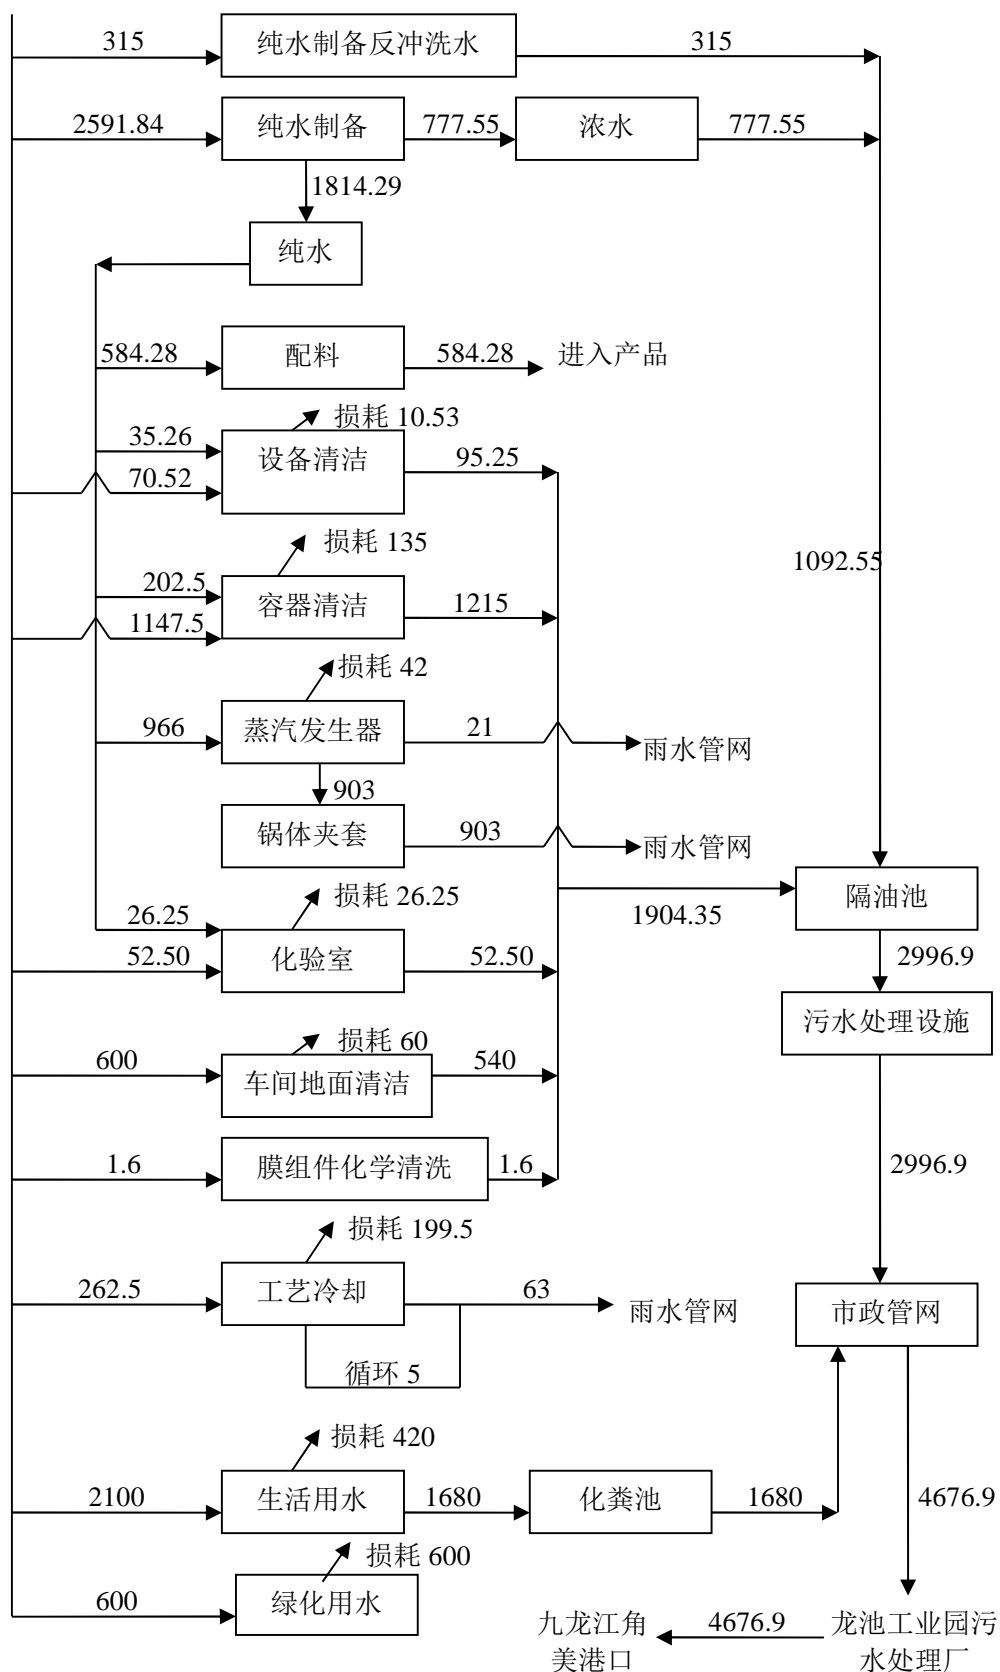 315
纯水制备反冲洗水
315
2591.84
纯水制备
777.55
浓水
777.55
1814.29
纯水
584.28
配料
584.28
进入产品
损耗 10.53
35.26
设备清洁
95.25
70.52
损耗 135
1092.55
202.5
容器清洁
1215
1147.5
损耗 42
966
蒸汽发生器
21
雨水管网
903
锅体夹套
903
雨水管网
损耗 26.25
隔油池
26.25
1904.35
52.50
化验室
52.50
2996.9
污水处理设施
损耗 60
600
车间地面清洁
540
1.6
膜组件化学清洗
1.6
2996.9
损耗 199.5
262.5
工艺冷却
63
雨水管网
市政管网
循环 5
损耗 420
2100
生活用水
1680
化粪池
1680
4676.9
损耗 600
600
绿化用水
九龙江角
美港口
4676.9
龙池工业园污
水处理厂